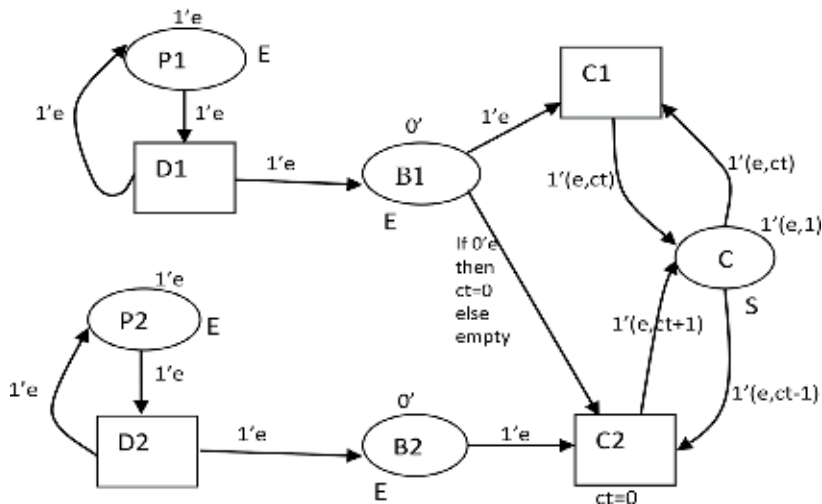 1'e
P1
E
1'e
1'e
D1
1'e
0'
B1
E
1'e
C1
1'(e,ct)
1'(e,ct)
1'(e,1)
C
S
If 0'e
then
ct=0
else
empty
1'(e,ct+1)
1'(e,ct-1)
1'e
P2
E
1'e
1'e
D2
1'e
0'
B2
E
1'e
C2
ct=0